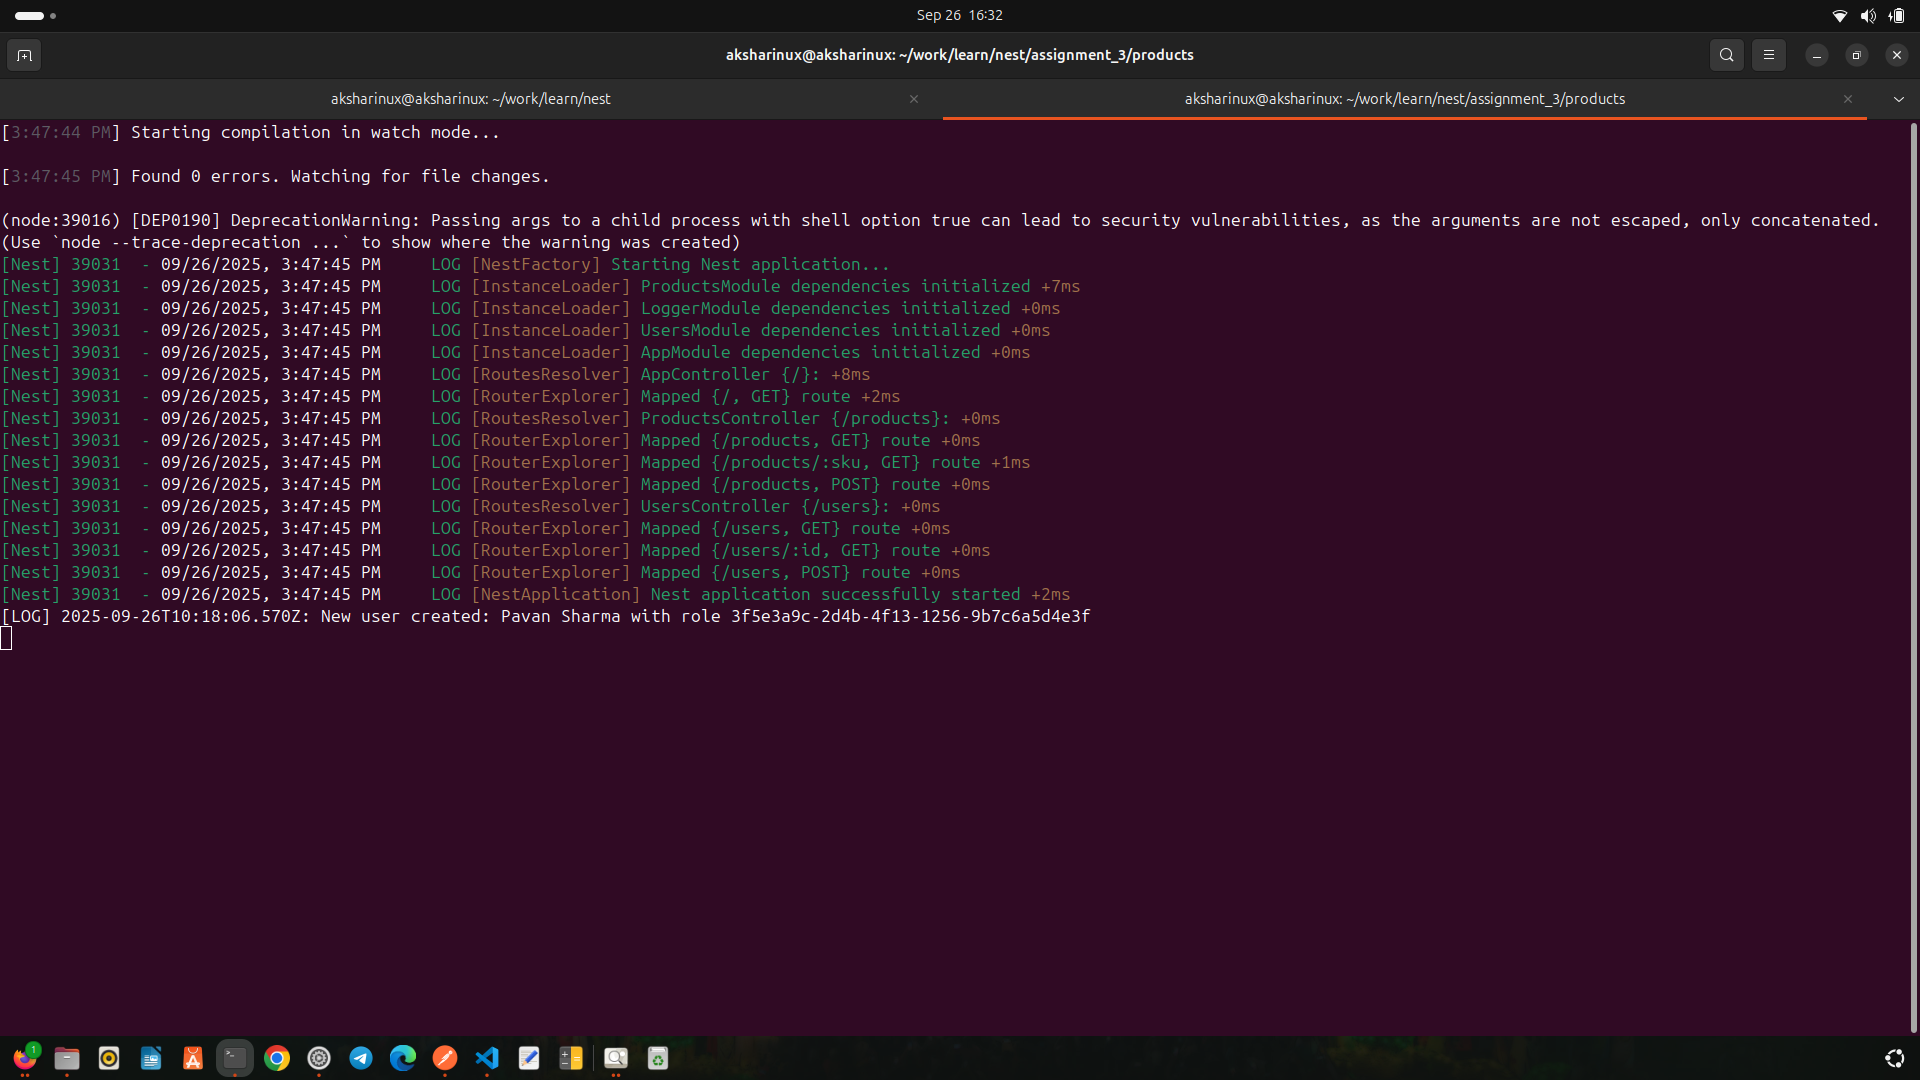 Sep 26 16:32
aksharinux@aksharinux: ~/work/learn/nest/assignment_3/products
aksharinux@aksharinux: ~/work/learn/nest
aksharinux@aksharinux: ~/work/learn/nest/assignment_3/products
[3:47:44 PM] Starting compilation in watch mode...
[3:47:45 PM] Found 0 errors. Watching for file changes.
(node:39016) [DEP0190] DeprecationWarning: Passing args to a child process with shell option true can lead to security vulnerabilities, as the arguments are not escaped, only concatenated.
(Use `node --trace-deprecation ...` to show where the warning was created)
[Nest] 39031  - 09/26/2025, 3:47:45 PM     LOG [NestFactory] Starting Nest application...
[Nest] 39031  - 09/26/2025, 3:47:45 PM     LOG [InstanceLoader] ProductsModule dependencies initialized +7ms
[Nest] 39031  - 09/26/2025, 3:47:45 PM     LOG [InstanceLoader] LoggerModule dependencies initialized +0ms
[Nest] 39031  - 09/26/2025, 3:47:45 PM     LOG [InstanceLoader] UsersModule dependencies initialized +0ms
[Nest] 39031  - 09/26/2025, 3:47:45 PM     LOG [InstanceLoader] AppModule dependencies initialized +0ms
[Nest] 39031  - 09/26/2025, 3:47:45 PM     LOG [RoutesResolver] AppController {/}: +8ms
[Nest] 39031  - 09/26/2025, 3:47:45 PM     LOG [RouterExplorer] Mapped {/, GET} route +2ms
[Nest] 39031  - 09/26/2025, 3:47:45 PM     LOG [RoutesResolver] ProductsController {/products}: +0ms
[Nest] 39031  - 09/26/2025, 3:47:45 PM     LOG [RouterExplorer] Mapped {/products, GET} route +0ms
[Nest] 39031  - 09/26/2025, 3:47:45 PM     LOG [RouterExplorer] Mapped {/products/:sku, GET} route +1ms
[Nest] 39031  - 09/26/2025, 3:47:45 PM     LOG [RouterExplorer] Mapped {/products, POST} route +0ms
[Nest] 39031  - 09/26/2025, 3:47:45 PM     LOG [RoutesResolver] UsersController {/users}: +0ms
[Nest] 39031  - 09/26/2025, 3:47:45 PM     LOG [RouterExplorer] Mapped {/users, GET} route +0ms
[Nest] 39031  - 09/26/2025, 3:47:45 PM     LOG [RouterExplorer] Mapped {/users/:id, GET} route +0ms
[Nest] 39031  - 09/26/2025, 3:47:45 PM     LOG [RouterExplorer] Mapped {/users, POST} route +0ms
[Nest] 39031  - 09/26/2025, 3:47:45 PM     LOG [NestApplication] Nest application successfully started +2ms
[LOG] 2025-09-26T10:18:06.570Z: New user created: Pavan Sharma with role 3f5e3a9c-2d4b-4f13-1256-9b7c6a5d4e3f
1